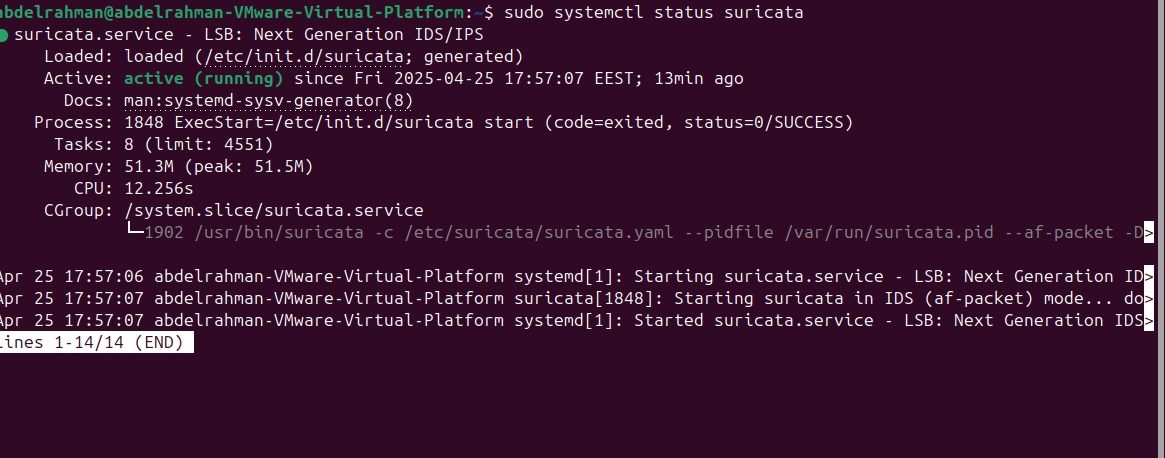 abdelrahman@abdelrahman-VMware-Virtual-Platform:~$ sudo systemctl status suricata
● suricata.service - LSB: Next Generation IDS/IPS
Loaded: loaded (/etc/init.d/suricata; generated)
Active: active (running) since Fri 2025-04-25 17:57:07 EEST; 13min ago
Docs: man:systemd-sysv-generator(8)
Process: 1848 ExecStart=/etc/init.d/suricata start (code=exited, status=0/SUCCESS)
Tasks: 8 (limit: 4551)
Memory: 51.3M (peak: 51.5M)
CPU: 12.256s
CGroup: /system.slice/suricata.service
└─1902 /usr/bin/suricata -c /etc/suricata/suricata.yaml --pidfile /var/run/suricata.pid --af-packet -D>
Apr 25 17:57:06 abdelrahman-VMware-Virtual-Platform systemd[1]: Starting suricata.service - LSB: Next Generation ID>
Apr 25 17:57:07 abdelrahman-VMware-Virtual-Platform suricata[1848]: Starting suricata in IDS (af-packet) mode... do>
Apr 25 17:57:07 abdelrahman-VMware-Virtual-Platform systemd[1]: Started suricata.service - LSB: Next Generation IDS>
lines 1-14/14 (END)